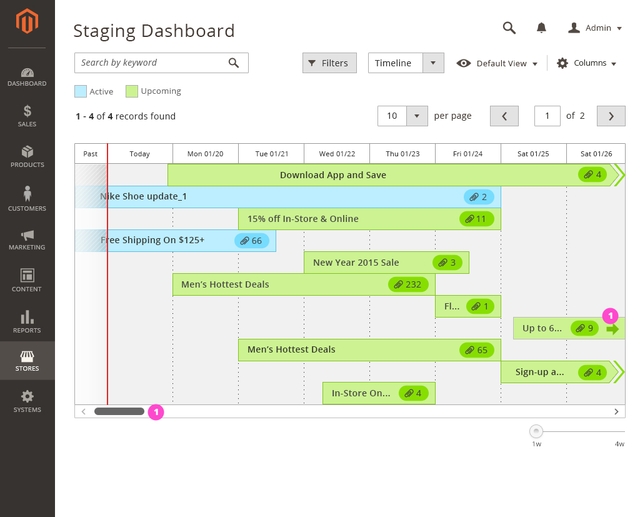 Staging Dashboard
Admin
Search by keyword
Filters
Timeline
Default View
Columns
Active
Upcoming
1 - 4 of 4 records found
10
per page
1
of 2
DASHBOARD
SALES
PRODUCTS
CUSTOMERS
MARKETING
CONTENT
REPORTS
STORES
SYSTEMS
Past
Today
Mon 01/20
Tue 01/21
Wed 01/22
Thu 01/23
Fri 01/24
Sat 01/25
Sat 01/26
Download App and Save
4
Nike Shoe update_1
2
15% off In-Store & Online
11
Free Shipping On $125+
66
New Year 2015 Sale
3
Men's Hottest Deals
232
Fl...
1
1
Up to 6...
9
Men's Hottest Deals
65
Sign-up a...
4
In-Store On...
4
1
1w
4w